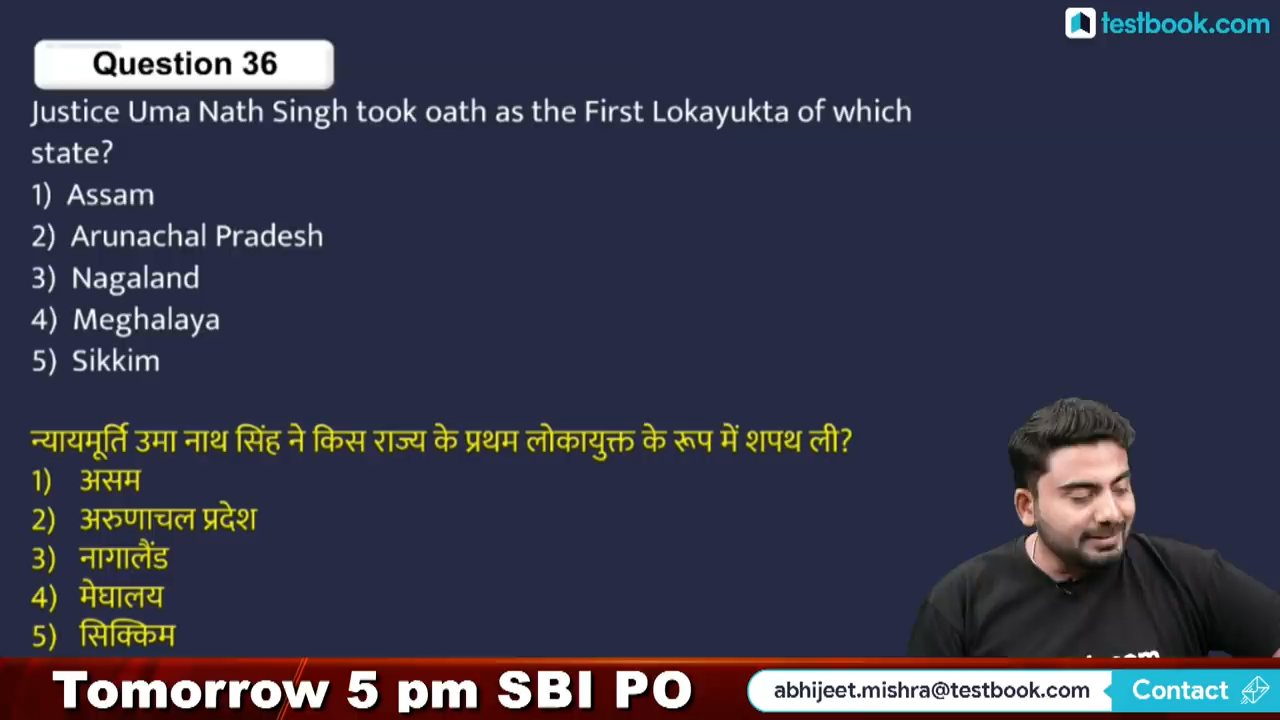 testbook.com
Question 36
Justice Uma Nath Singh took oath as the First Lokayukta of which
state?
1) Assam
2) Arunachal Pradesh
3) Nagaland
4) Meghalaya
5) Sikkim
न्यायमूर्ति उमा नाथ सिंह ने किस राज्य के प्रथम लोकायुक्त के रूप में शपथ ली?
1) असम
2) अरुणाचल प्रदेश
3) नागालैंड
4) मेघालय
5) सिक्किम
Tomorrow 5 pm SBI PO
abhijeet.mishra@testbook.com Contact